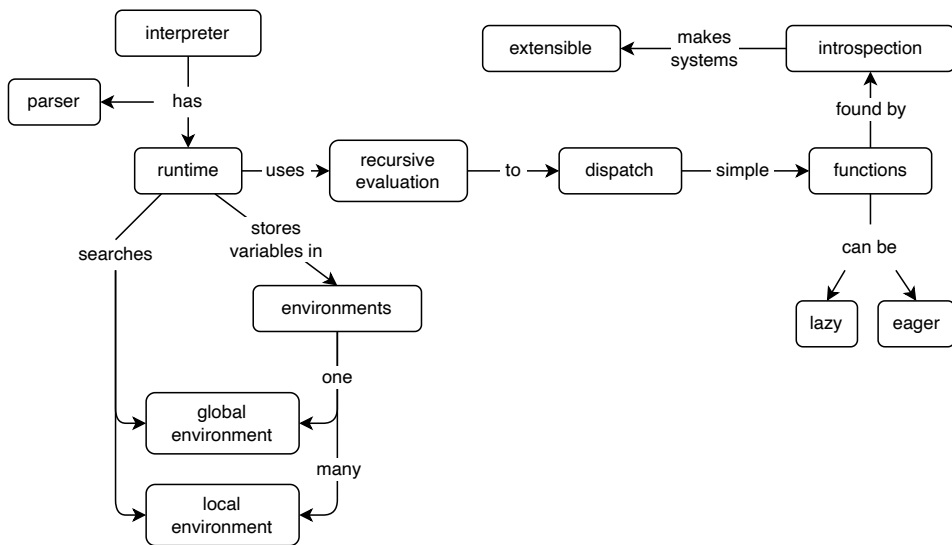 interpreter
parser
has
runtime
uses
recursive
evaluation
to
dispatch
simple
functions
found by
introspection
makes
systems
extensible
can be
lazy
eager
searches
stores
variables in
environments
one
global
environment
many
local
environment